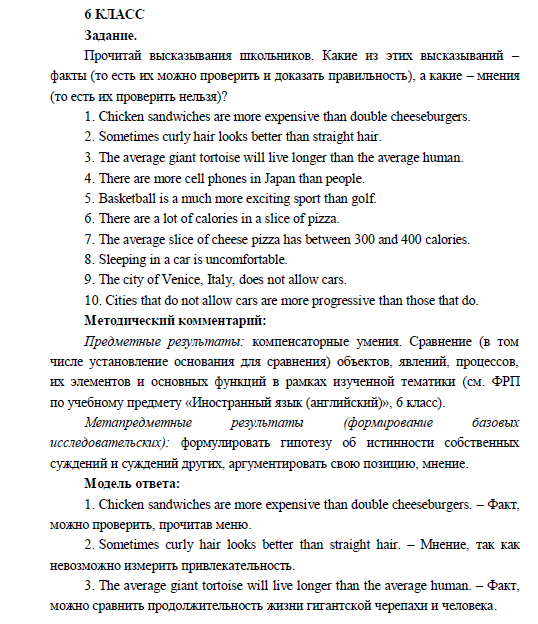 6 КЛАСС
Задание.
Прочитай высказывания школьников. Какие из этих высказываний –
факты (то есть их можно проверить и доказать правильность), а какие – мнения
(то есть их проверить нельзя)?
1. Chicken sandwiches are more expensive than double cheeseburgers.
2. Sometimes curly hair looks better than straight hair.
3. The average giant tortoise will live longer than the average human.
4. There are more cell phones in Japan than people.
5. Basketball is a much more exciting sport than golf.
6. There are a lot of calories in a slice of pizza.
7. The average slice of cheese pizza has between 300 and 400 calories.
8. Sleeping in a car is uncomfortable.
9. The city of Venice, Italy, does not allow cars.
10. Cities that do not allow cars are more progressive than those that do.
Методический комментарий:
Предметные результаты: компенсаторные умения. Сравнение (в том
числе установление основания для сравнения) объектов, явлений, процессов,
их элементов и основных функций в рамках изученной тематики (см. ФРП
по учебному предмету «Иностранный язык (английский)», 6 класс).
Метапредметные результаты (формирование базовых
исследовательских): формулировать гипотезу об истинности собственных
суждений и суждений других, аргументировать свою позицию, мнение.
Модель ответа:
1. Chicken sandwiches are more expensive than double cheeseburgers. – Факт,
можно проверить, прочитав меню.
2. Sometimes curly hair looks better than straight hair. – Мнение, так как
невозможно измерить привлекательность.
3. The average giant tortoise will live longer than the average human. – Факт,
можно сравнить продолжительность жизни гигантской черепахи и человека.